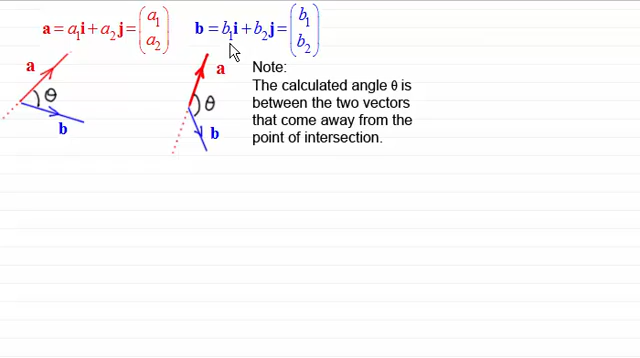 a = a₁i + a₂j = (a₁ a₂) b = b₁i + b₂j = (b₁ b₂)
a θ b
a θ b
Note:
The calculated angle θ is
between the two vectors
that come away from the
point of intersection.